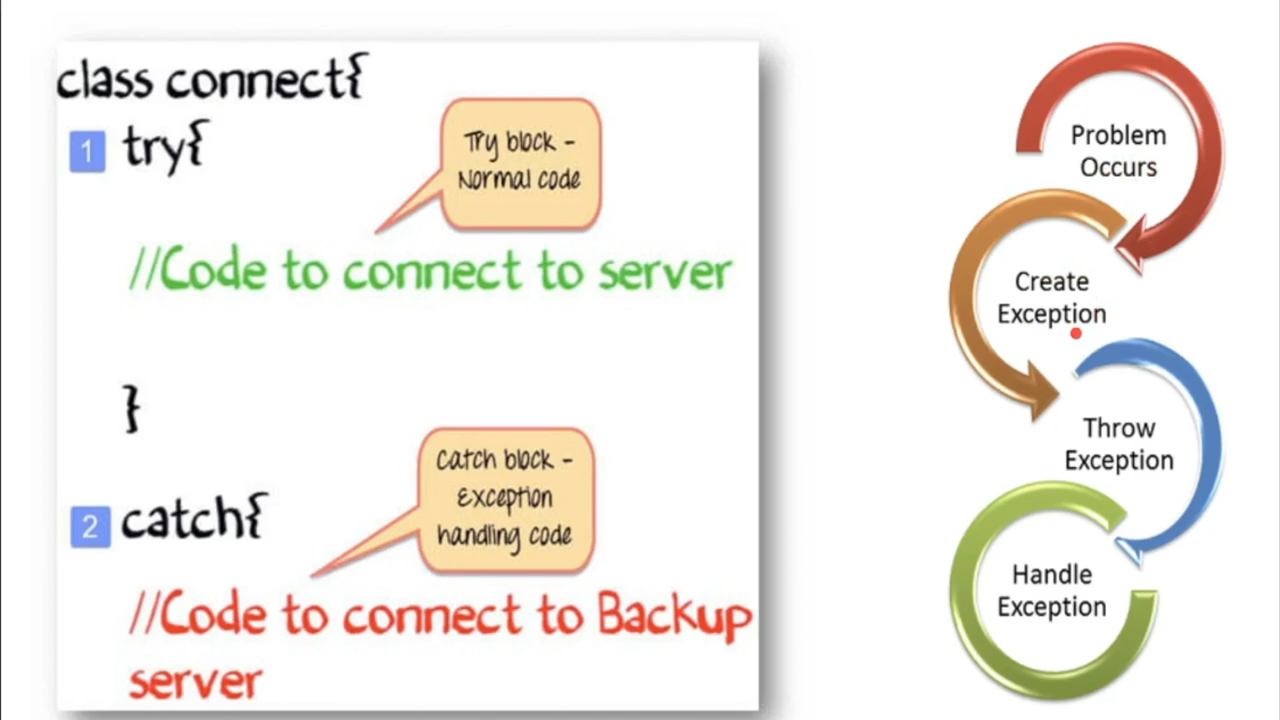 class connect{
1 try{
Try block -
Normal code
//Code to connect to server
}
Catch block -
Exception
handling code
2 catch{
//Code to connect to Backup
server
Problem
Occurs
Create
Exception
Throw
Exception
Handle
Exception